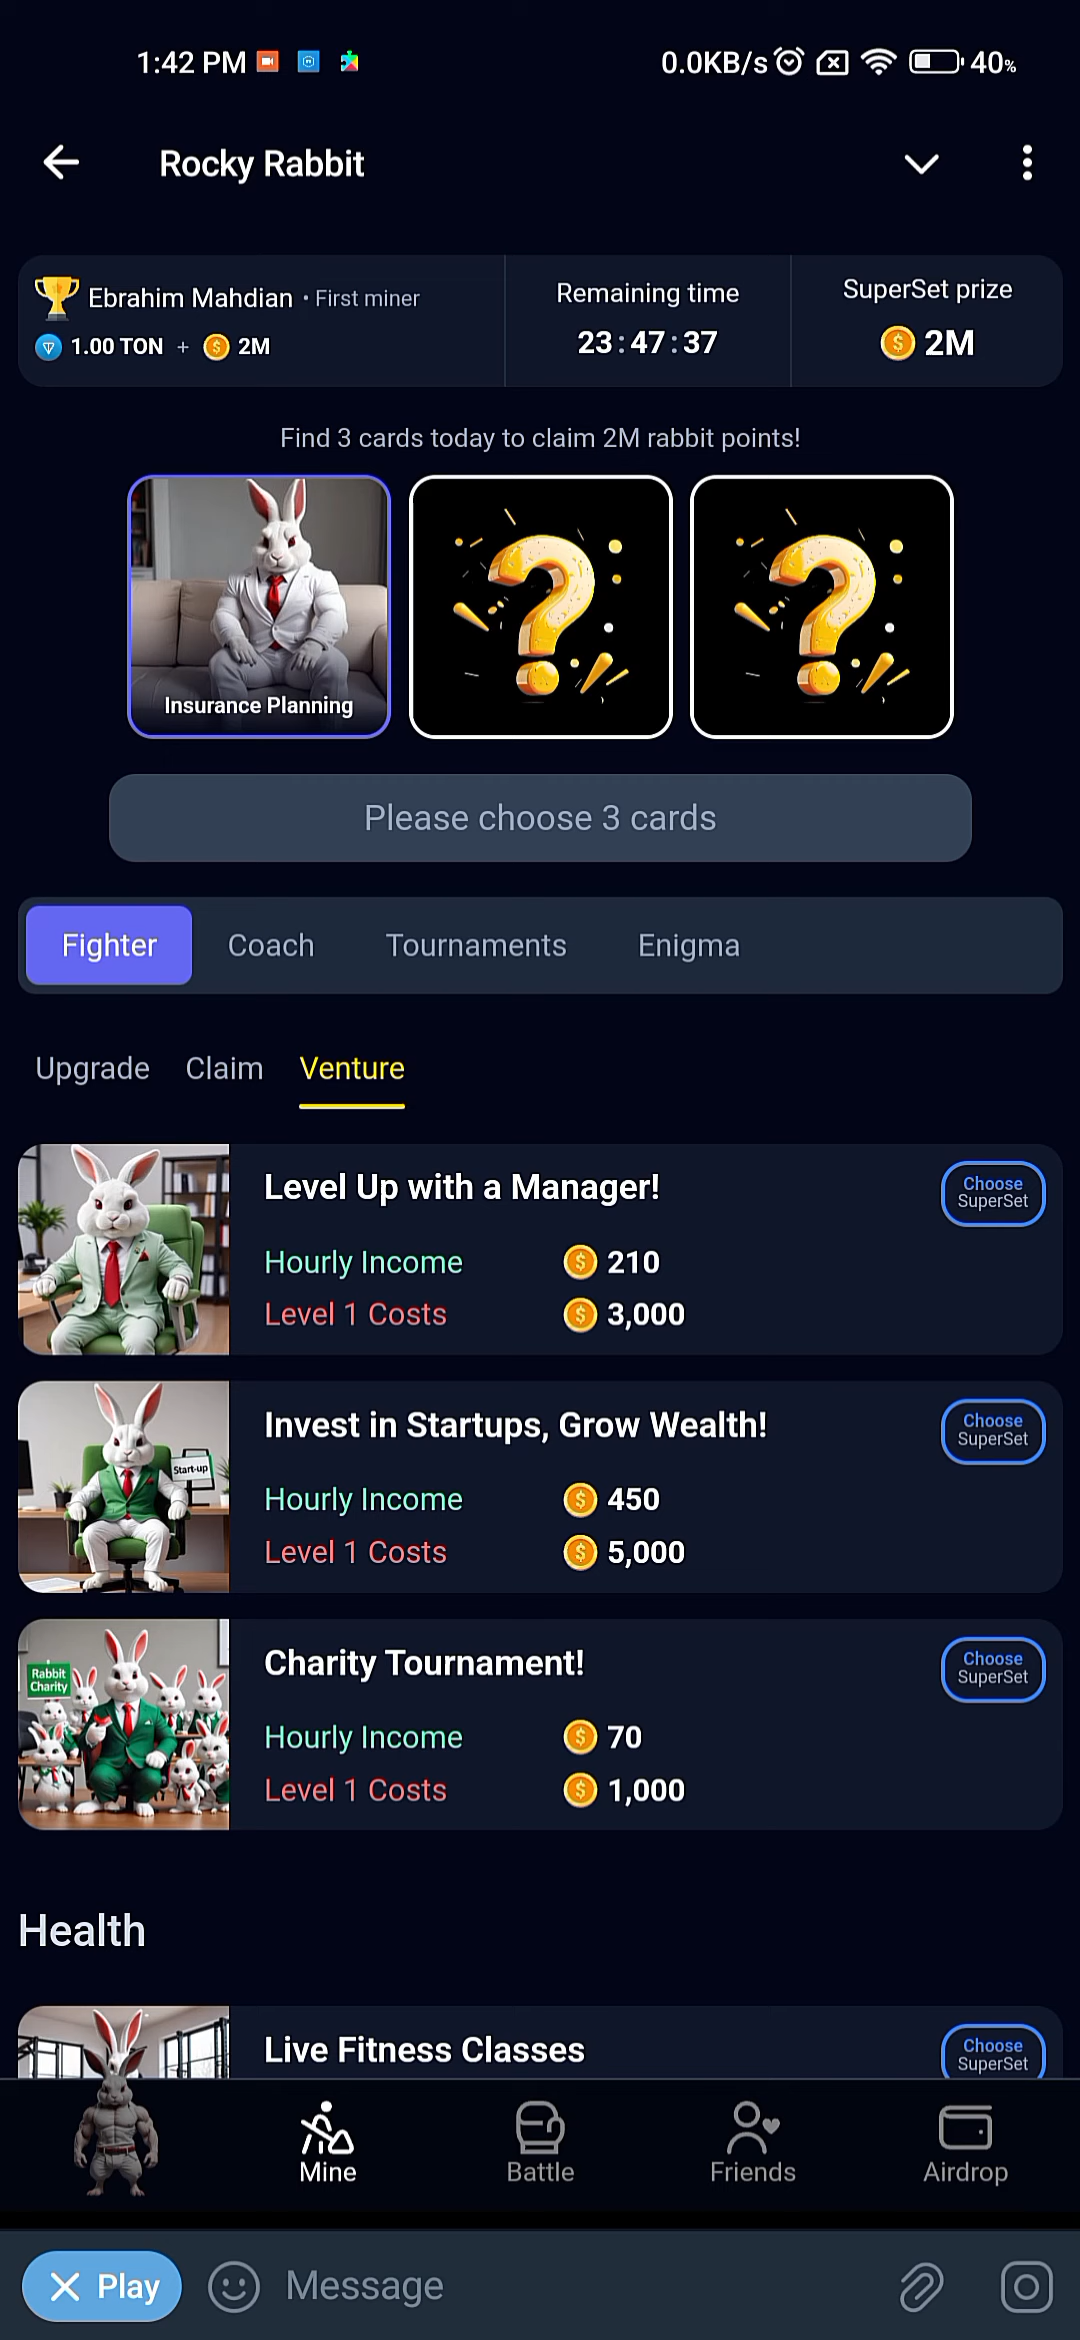 1:42 PM
0.0KB/s 40%
Rocky Rabbit
Ebrahim Mahdian • First miner
1.00 TON + 2M
Remaining time
23:47:37
SuperSet prize
2M
Find 3 cards today to claim 2M rabbit points!
Insurance Planning
Please choose 3 cards
Fighter Coach Tournaments Enigma
Upgrade Claim Venture
Level Up with a Manager!
Choose
SuperSet
Hourly Income 210
Level 1 Costs 3,000
Start-up
Invest in Startups, Grow Wealth!
Choose
SuperSet
Hourly Income 450
Level 1 Costs 5,000
Rabbit
Charity
Charity Tournament!
Choose
SuperSet
Hourly Income 70
Level 1 Costs 1,000
Health
Live Fitness Classes
Choose
SuperSet
Mine Battle Friends Airdrop
Play Message